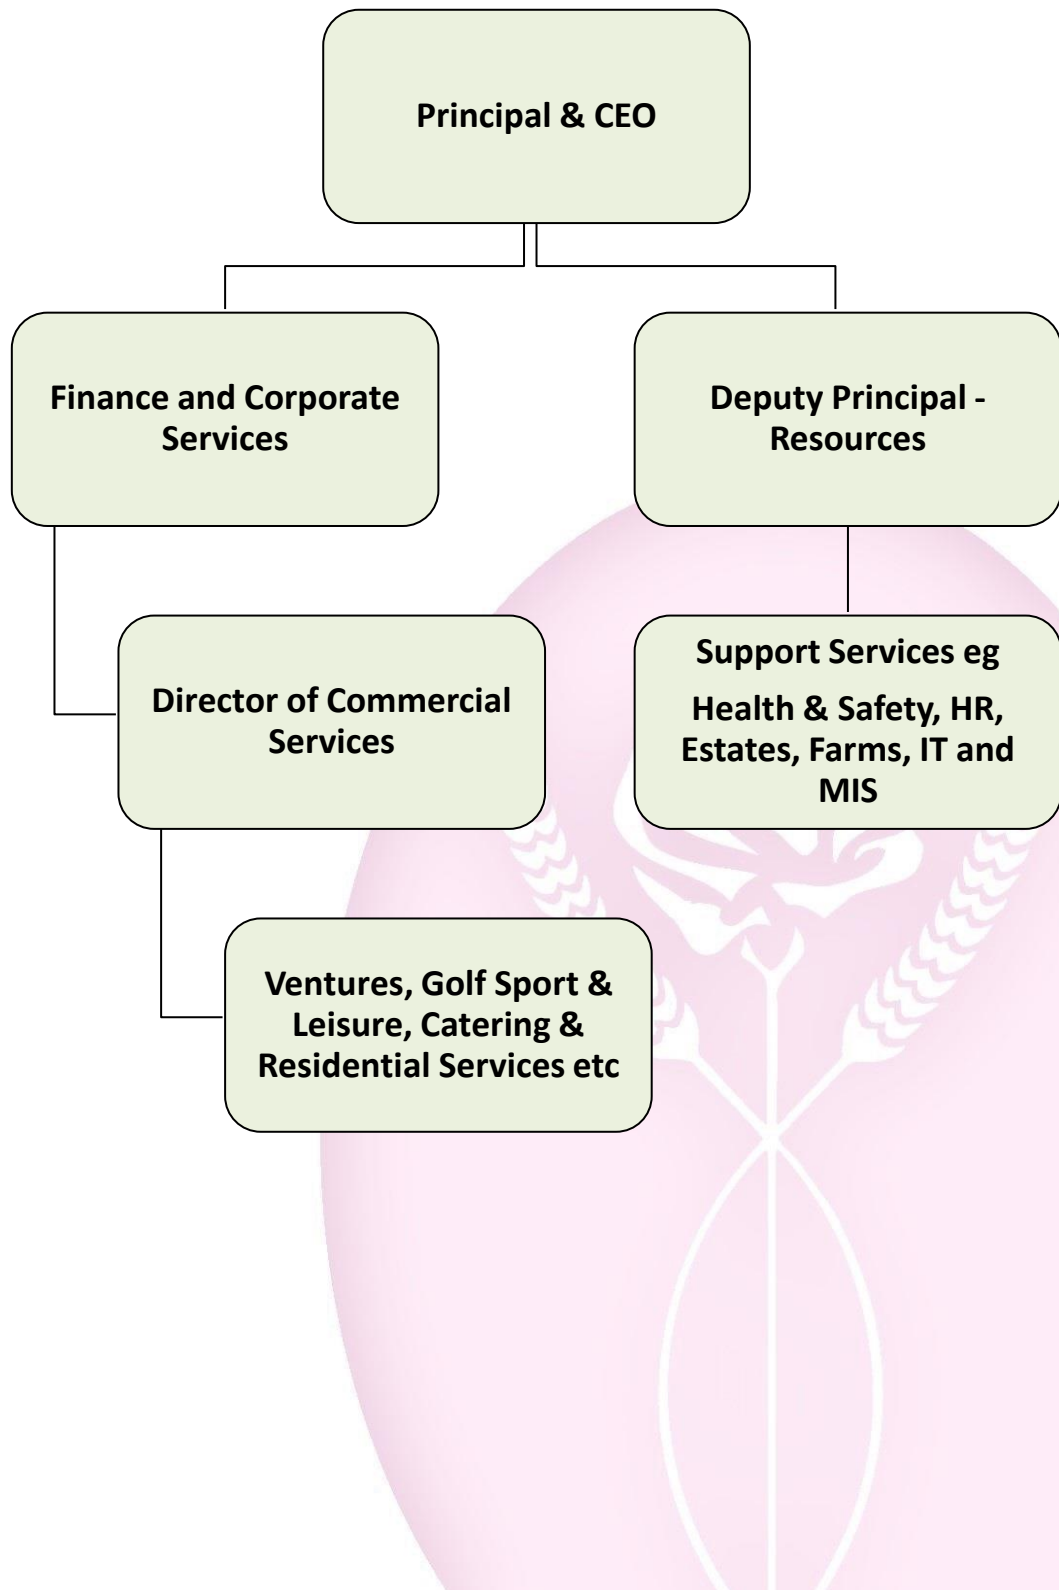 Principal & CEO
Finance and Corporate
Services
Deputy Principal -
Resources
Director of Commercial
Services
Support Services eg
Health & Safety, HR,
Estates, Farms, IT and
MIS
Ventures, Golf Sport &
Leisure, Catering &
Residential Services etc